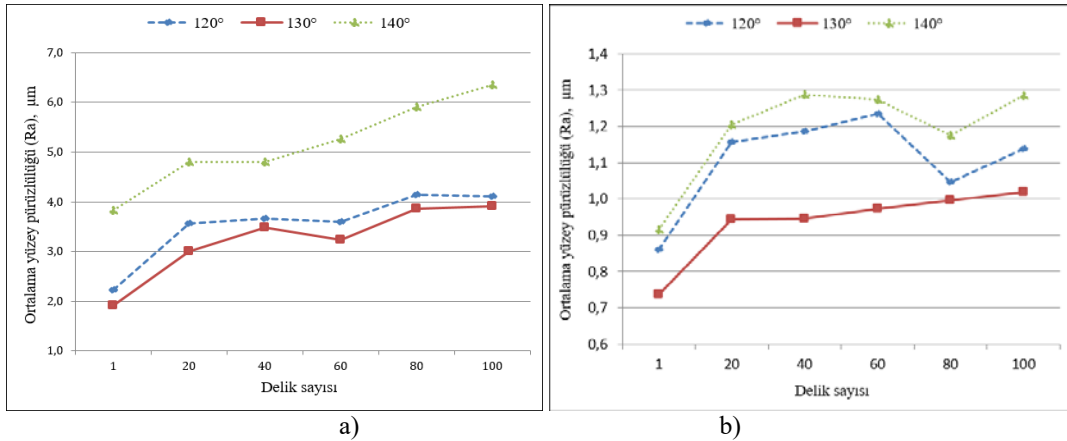 120° 130° 140°
7,0
6,0
5,0
4,0
3,0
2,0
1,0
Ortalama yüzey pürüzlülüğü (Ra), µm
1 20 40 60 80 100
Delik sayısı
a)
120° 130° 140°
1,4
1,3
1,2
1,1
1,0
0,9
0,8
0,7
0,6
Ortalama yüzey pürüzlülüğü (Ra), µm
1 20 40 60 80 100
Delik sayısı
b)